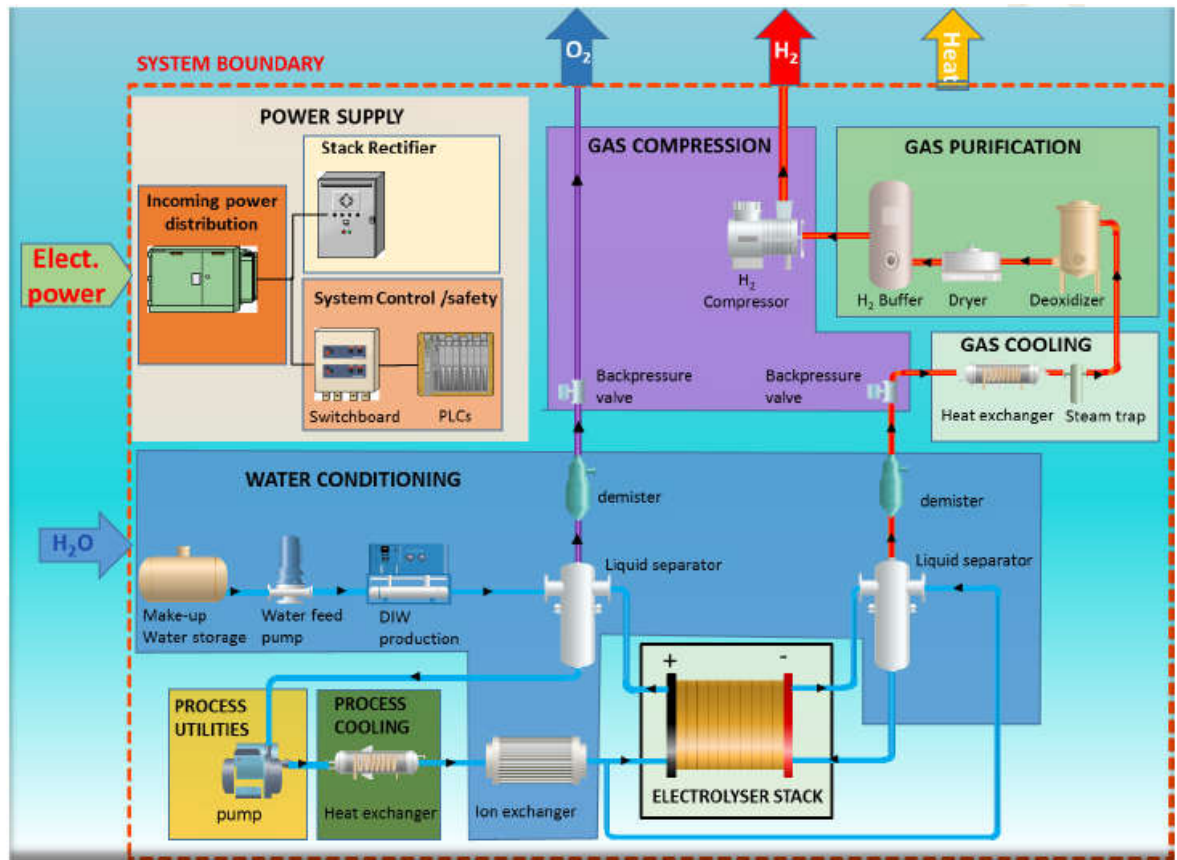 O₂
H₂
Heat
SYSTEM BOUNDARY
POWER SUPPLY
Stack Rectifier
Incoming power
distribution
Elect.
power
System Control /safety
Switchboard
PLCs
GAS COMPRESSION
H₂
Compressor
Backpressure
valve
Backpressure
valve
GAS PURIFICATION
H₂ Buffer
Dryer
Deoxidizer
GAS COOLING
Heat exchanger
Steam trap
WATER CONDITIONING
demister
demister
H₂O
Liquid separator
Liquid separator
Make-up
Water storage
Water feed
pump
DIW
production
+
-
ELECTROLYSER STACK
PROCESS
UTILITIES
pump
PROCESS
COOLING
Heat exchanger
Ion exchanger